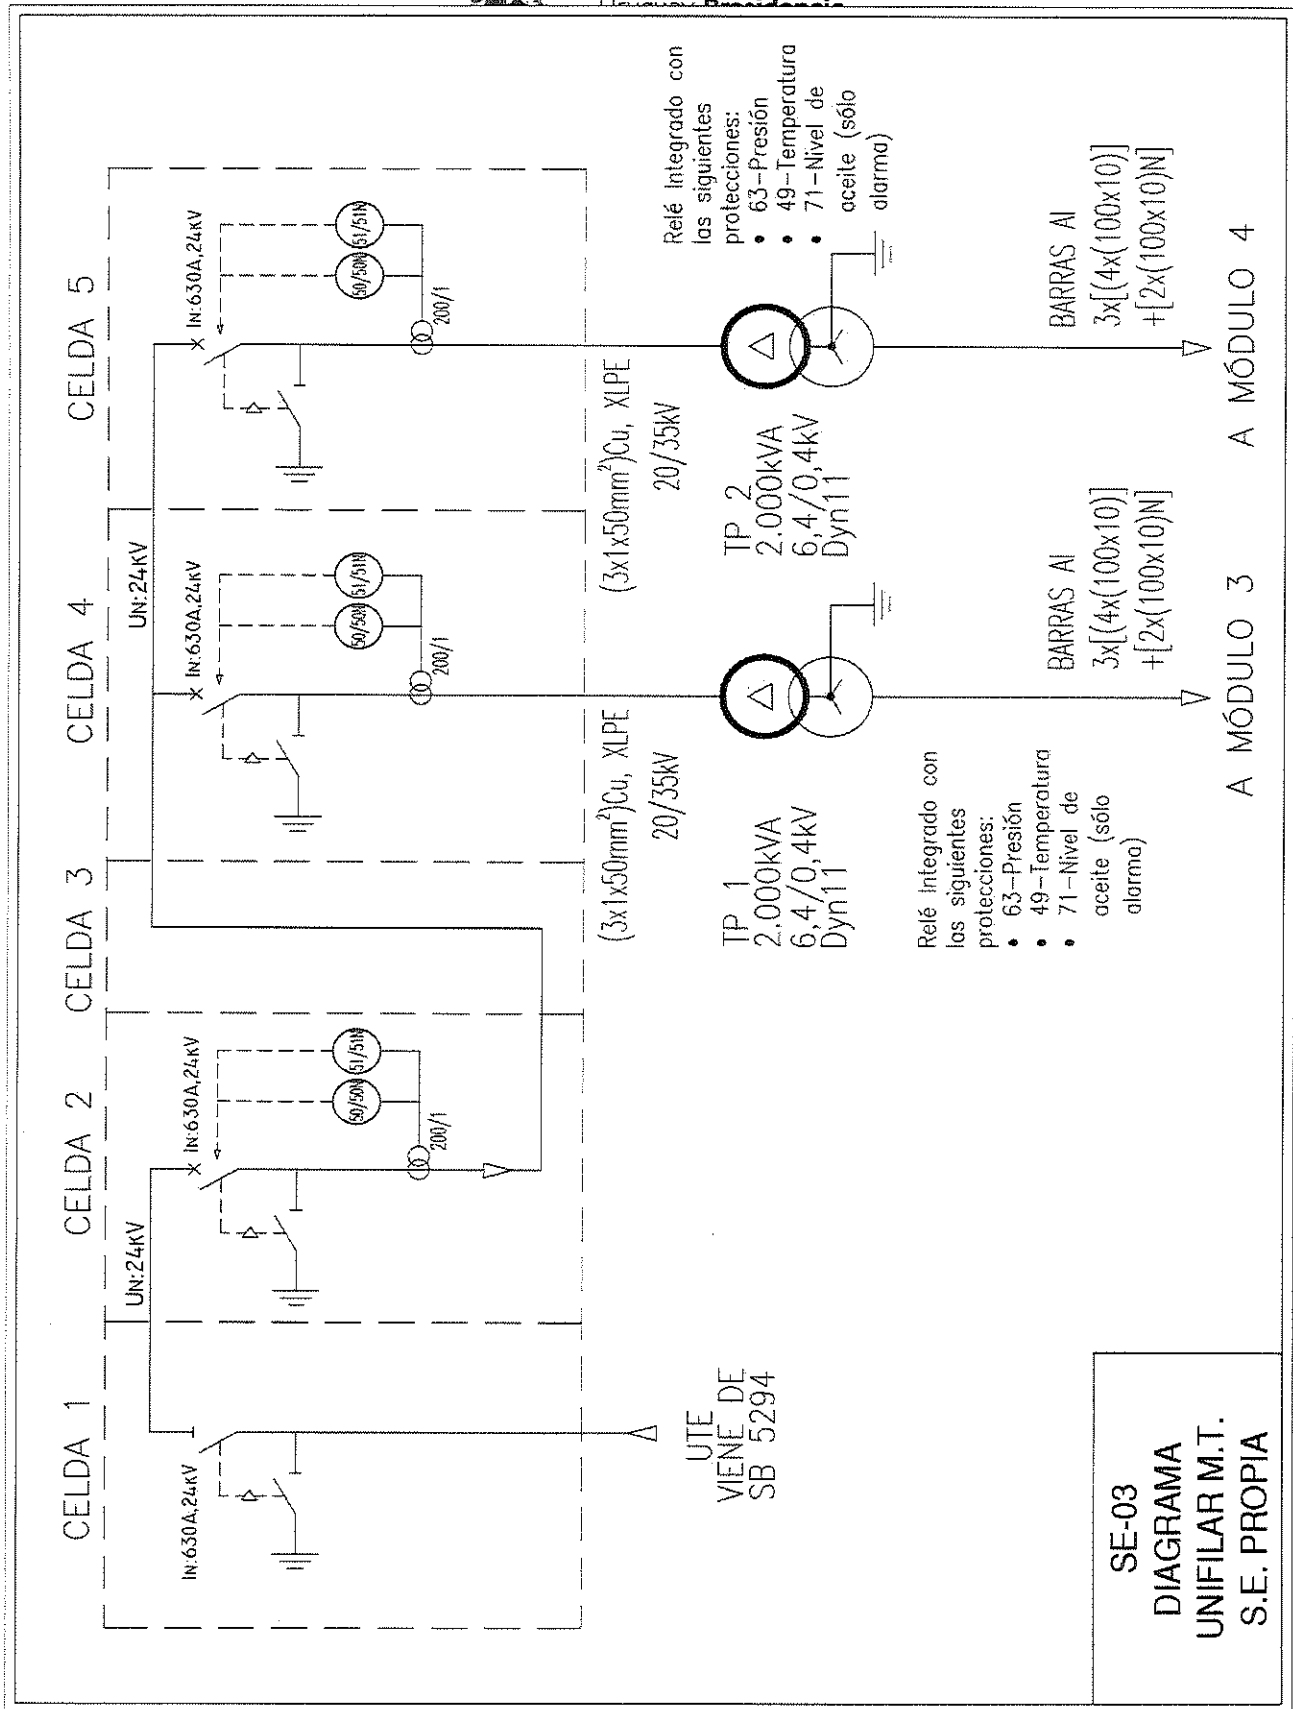 Uruguay Presidencia
CELDA 1
CELDA 2
CELDA 3
CELDA 4
CELDA 5
IN:630A,24KV
UN:24KV
IN:630A,24KV
50/50N
51/51N
200/1
UN:24KV
IN:630A,24KV
50/50N
51/51N
200/1
IN:630A,24KV
50/50N
51/51N
200/1
UTE
VIENE DE
SB 5294
(3x1x50mm²)Cu, XLPE
20/35kV
(3x1x50mm²)Cu, XLPE
20/35kV
TP 1
2.000kVA
6,4/0,4kV
Dyn11
TP 2
2.000kVA
6,4/0,4kV
Dyn11
Relé Integrado con
las siguientes
protecciones:
• 63-Presión
• 49-Temperatura
• 71-Nivel de
aceite (sólo
alarma)
Relé Integrado con
las siguientes
protecciones:
• 63-Presión
• 49-Temperatura
• 71-Nivel de
aceite (sólo
alarma)
BARRAS Al
3x[(4x(100x10)]
+[2x(100x10)N]
BARRAS Al
3x[(4x(100x10)]
+[2x(100x10)N]
A MÓDULO 3
A MÓDULO 4
SE-03
DIAGRAMA
UNIFILAR M.T.
S.E. PROPIA